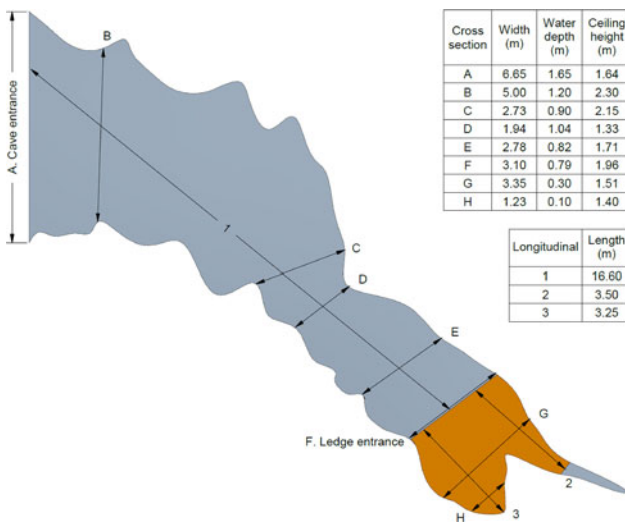 A. Cave entrance
B
1
C
D
E
F. Ledge entrance
G
H
3
2
Cross section Width (m) Water depth (m) Ceiling height (m)
A 6.65 1.65 1.64
B 5.00 1.20 2.30
C 2.73 0.90 2.15
D 1.94 1.04 1.33
E 2.78 0.82 1.71
F 3.10 0.79 1.96
G 3.35 0.30 1.51
H 1.23 0.10 1.40
Longitudinal Length (m)
1 16.60
2 3.50
3 3.25